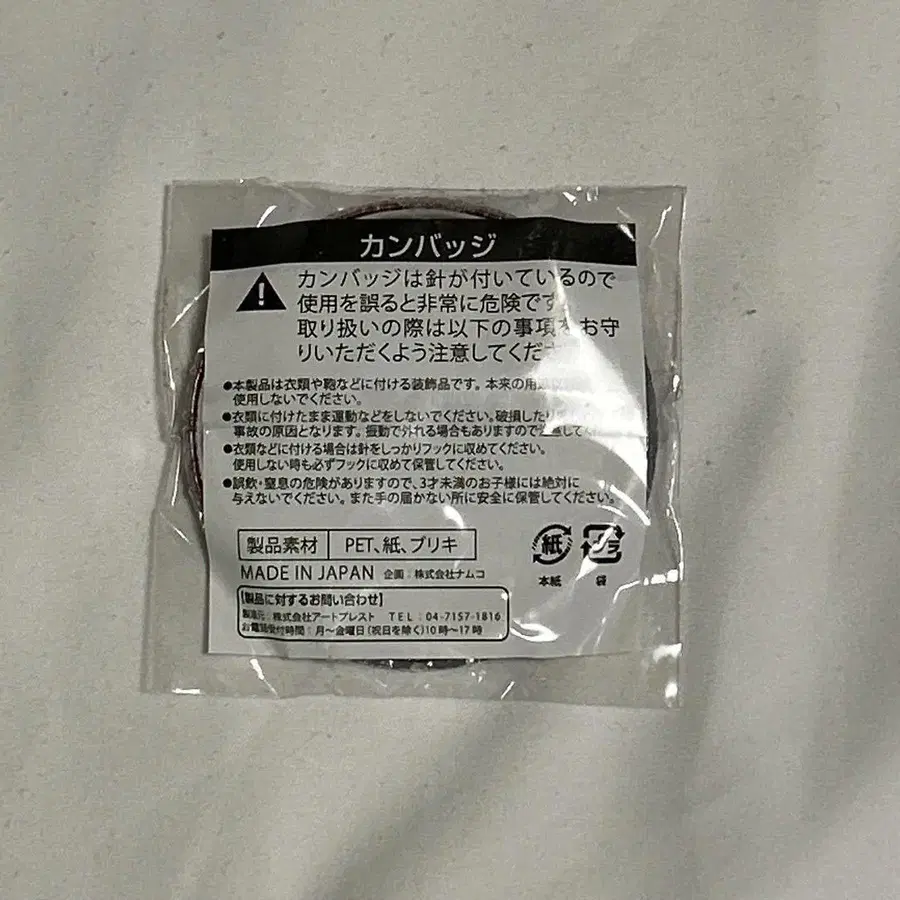 カンバッジ
カンバッジは針が付いているので
使用を誤ると非常に危険です
取り扱いの際は以下の事項をお守
りいただくよう注意してくださ
●本製品は衣類や鞄などに付ける装飾品です。本来の用途
使用しないでください。
●衣類に付けたまま運動などをしないでください。破損したり
事故の原因となります。振動で外れる場合もありますので注意してく
●衣類などに付ける場合は針をしっかりフックに収めてください。
使用しない時も必ずフックに収めて保管してください。
●誤飲・窒息の危険がありますので、3才未満のお子様には絶対に
与えないでください。また手の届かない所に安全に保管してください。
製品素材 PET、紙、ブリキ
紙 プラ
本紙 袋
MADE IN JAPAN 企画：株式会社ナムコ
【製品に対するお問い合わせ】
製造元：株式会社アートプレスト TEL：04-7157-1816
お電話受付時間：月～金曜日（祝日を除く）10時～17時